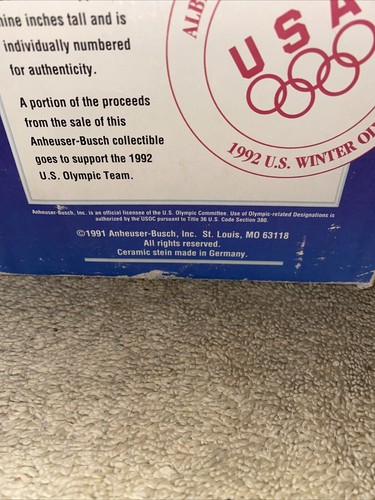 nine inches tall and is
individually numbered
for authenticity.
A portion of the proceeds
from the sale of this
Anheuser-Busch collectible
goes to support the 1992
U.S. Olympic Team.
USA
1992 U.S. WINTER
Anheuser-Busch, Inc. is an official licensee of the U.S. Olympic Committee. Use of Olympic-related Designations is
authorized by the USOC pursuant to Title 36 U.S. Code Section 380.
©1991 Anheuser-Busch, Inc. St. Louis, MO 63118
All rights reserved.
Ceramic stein made in Germany.